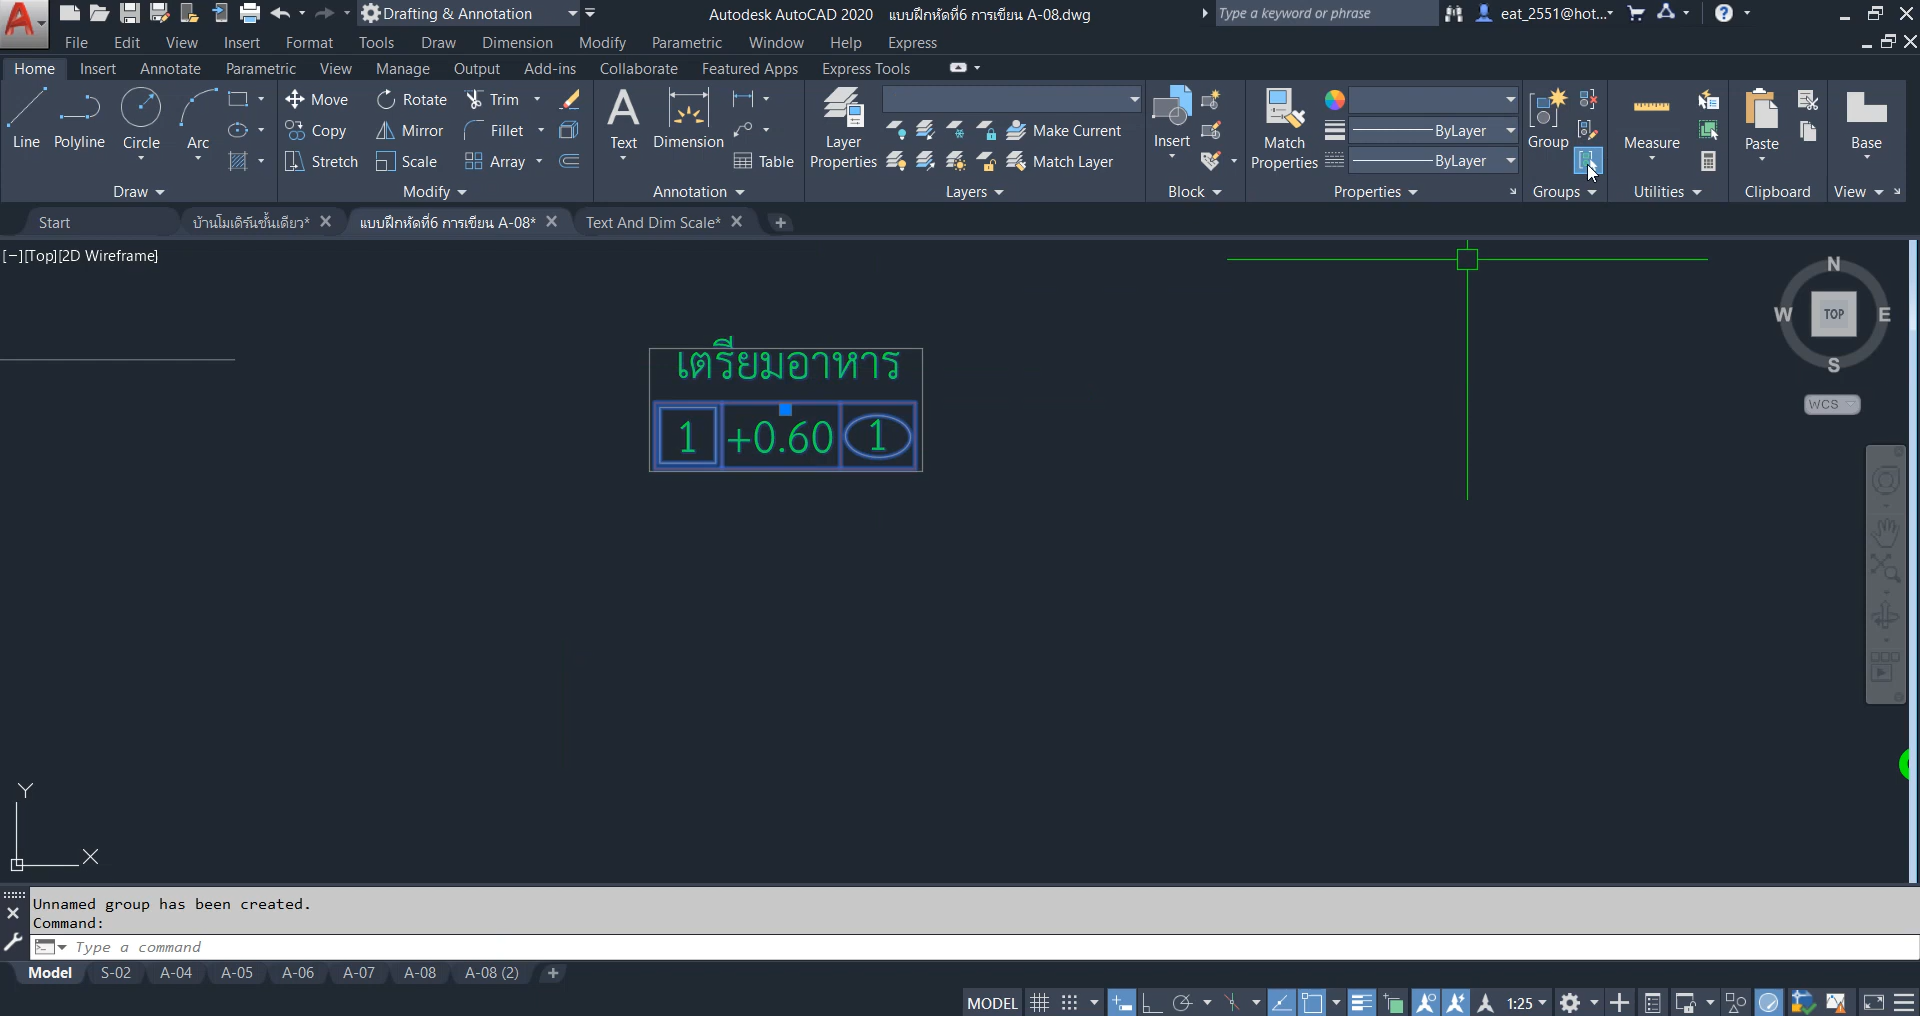 Drafting & Annotation
Autodesk AutoCAD 2020 แบบฝึกหัดที่6 การเขียน A-08.dwg
Type a keyword or phrase
eat_2551@hot...
File Edit View Insert Format Tools Draw Dimension Modify Parametric Window Help Express
Home Insert Annotate Parametric View Manage Output Add-ins Collaborate Featured Apps Express Tools
Line Polyline Circle Arc
Move Rotate Trim
Copy Mirror Fillet
Stretch Scale Array
Text Dimension Table
Layer Properties
Make Current
Match Layer
Insert
Match Properties
ByLayer
ByLayer
Group
Measure
Paste
Base
Draw Modify Annotation Layers Block Properties Groups Utilities Clipboard View
Start บ้านโมเดิร์นชั้นเดียว* แบบฝึกหัดที่6 การเขียน A-08* Text And Dim Scale*
[−][Top][2D Wireframe]
N
W TOP E
S
WCS
เตรียมอาหาร
1 +0.60 1
Y
X
Unnamed group has been created.
Command:
Type a command
Model S-02 A-04 A-05 A-06 A-07 A-08 A-08 (2)
MODEL 1:25